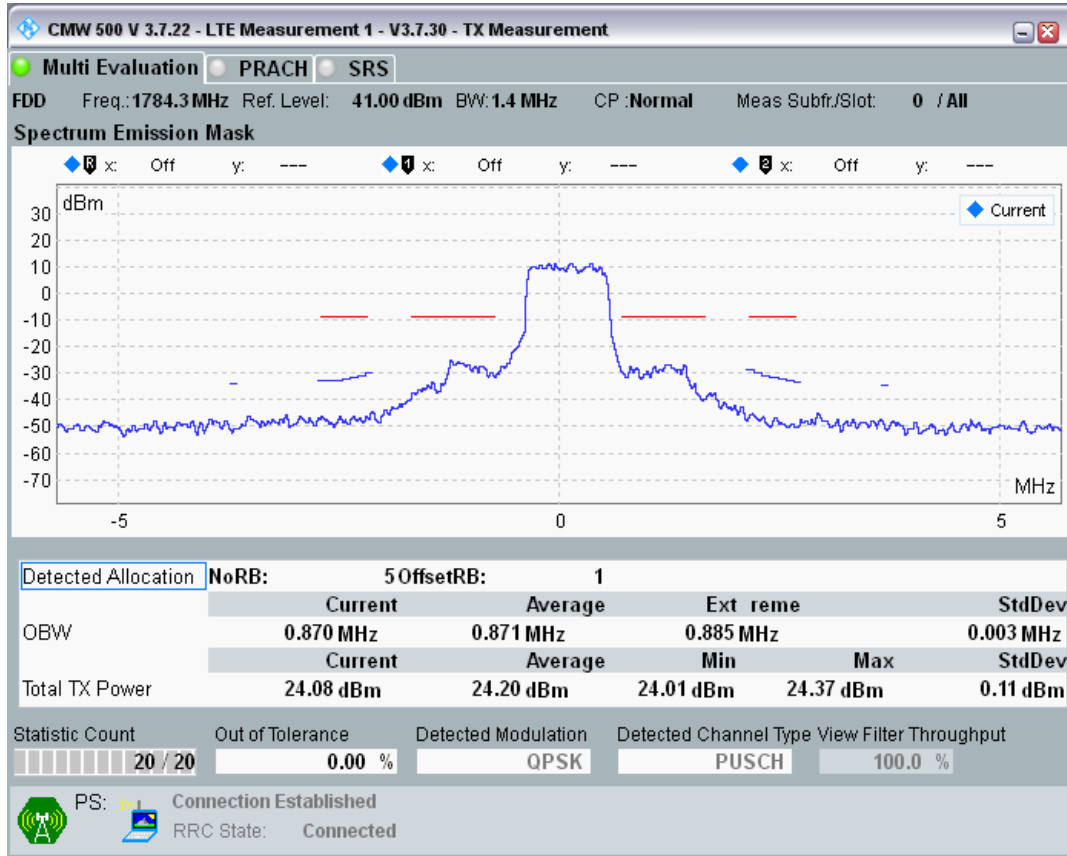 CMW 500 V 3.7.22 - LTE Measurement 1 - V3.7.30 - TX Measurement
Multi Evaluation PRACH SRS
FDD Freq.: 1784.3 MHz Ref. Level: 41.00 dBm BW: 1.4 MHz CP : Normal Meas Subfr./Slot: 0 / All
Spectrum Emission Mask
R x: Off y: --- 1 x: Off y: --- 2 x: Off y: ---
dBm
Current
30
20
10
0
-10
-20
-30
-40
-50
-60
-70
MHz
-5 0 5
Detected Allocation NoRB: 5 OffsetRB: 1
Current Average Ext reme StdDev
OBW 0.870 MHz 0.871 MHz 0.885 MHz 0.003 MHz
Current Average Min Max StdDev
Total TX Power 24.08 dBm 24.20 dBm 24.01 dBm 24.37 dBm 0.11 dBm
Statistic Count Out of Tolerance Detected Modulation Detected Channel Type View Filter Throughput
20 / 20 0.00 % QPSK PUSCH 100.0 %
PS: Connection Established
RRC State: Connected